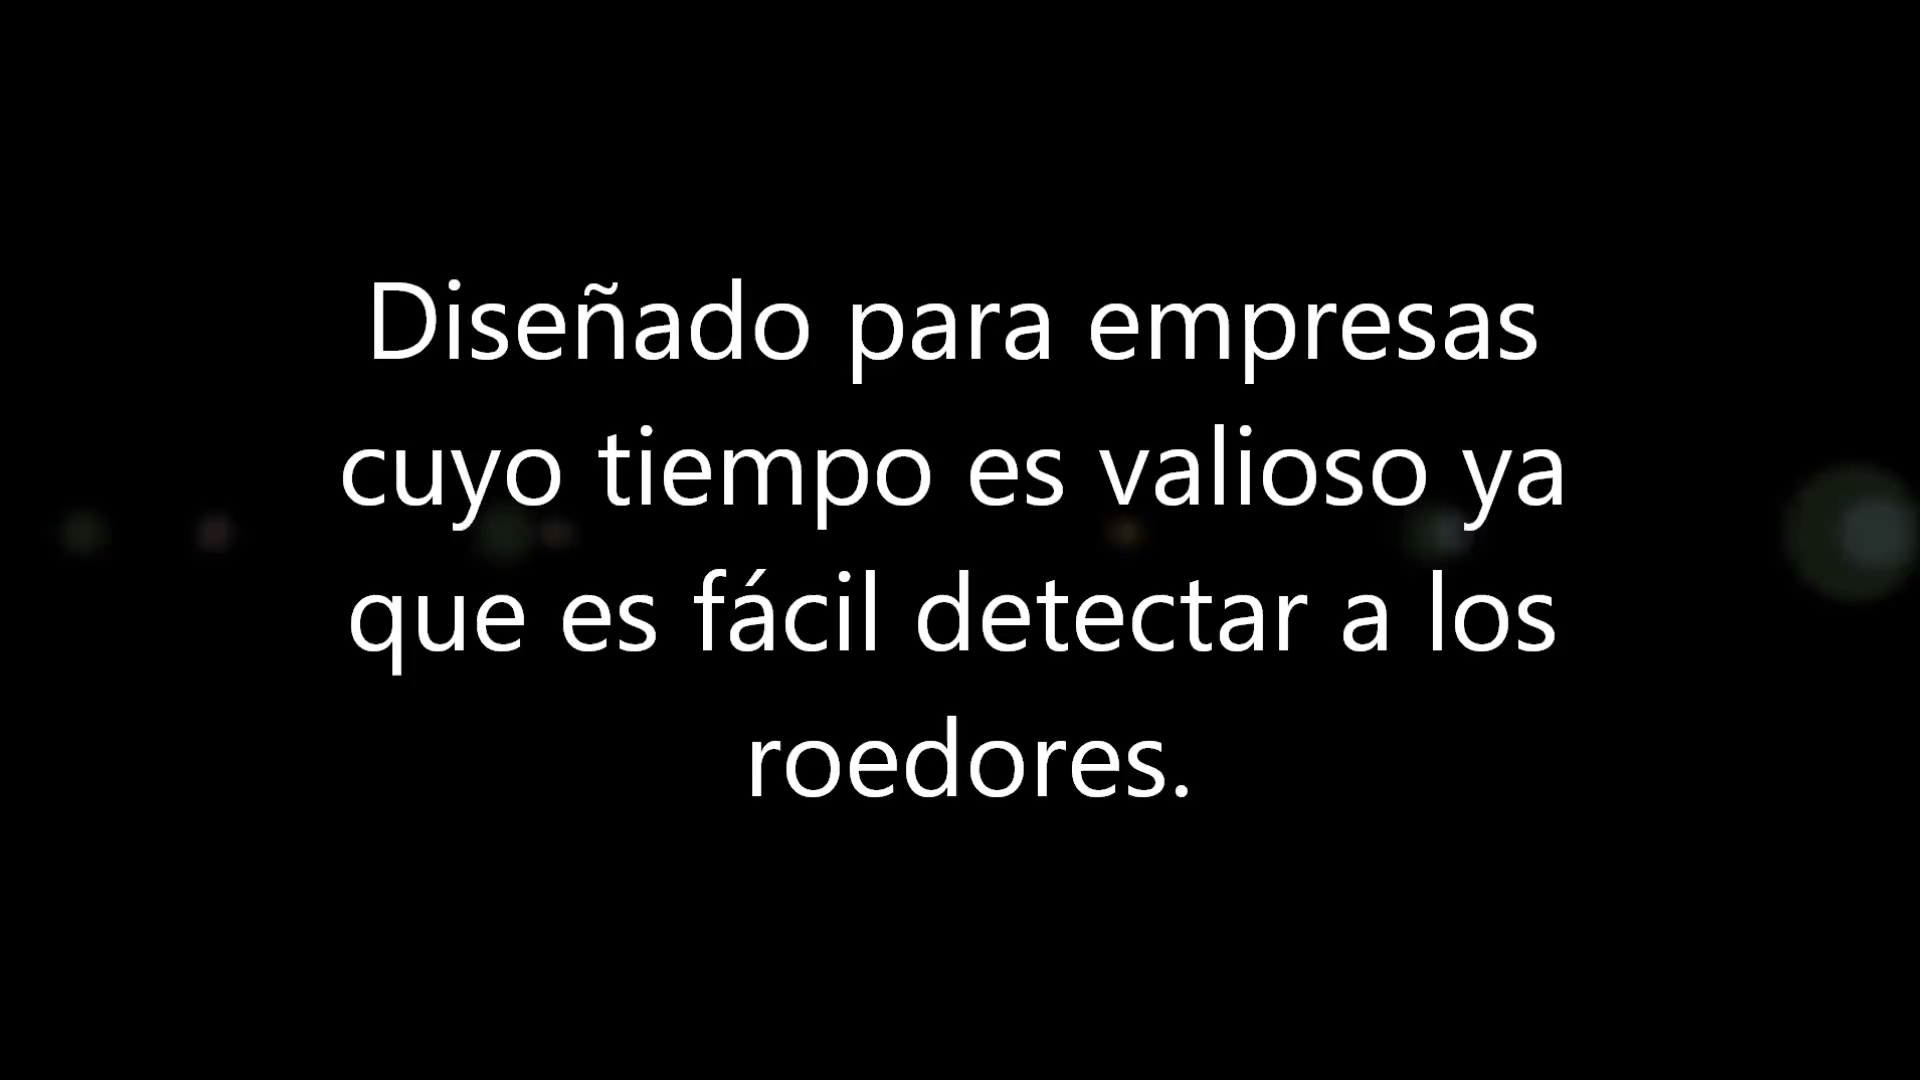 Diseñado para empresas
cuyo tiempo es valioso ya
que es fácil detectar a los
roedores.